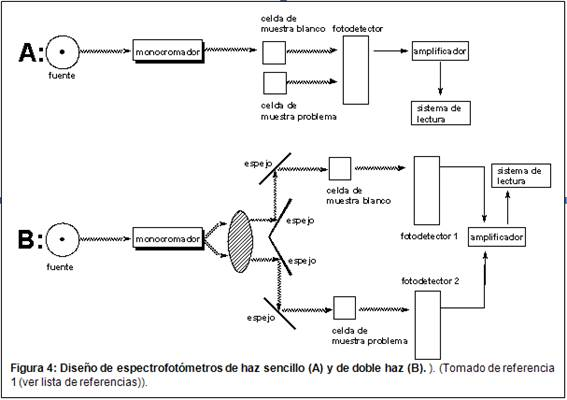 A:
fuente
monocromador
celda de
muestra blanco
fotodetector
amplificador
celda de
muestra problema
sistema de
lectura
B:
fuente
monocromador
espejo
espejo
espejo
espejo
celda de
muestra blanco
fotodetector 1
sistema de
lectura
amplificador
fotodetector 2
celda de
muestra problema
Figura 4: Diseño de espectrofotómetros de haz sencillo (A) y de doble haz (B). ). (Tomado de referencia
1 (ver lista de referencias)).